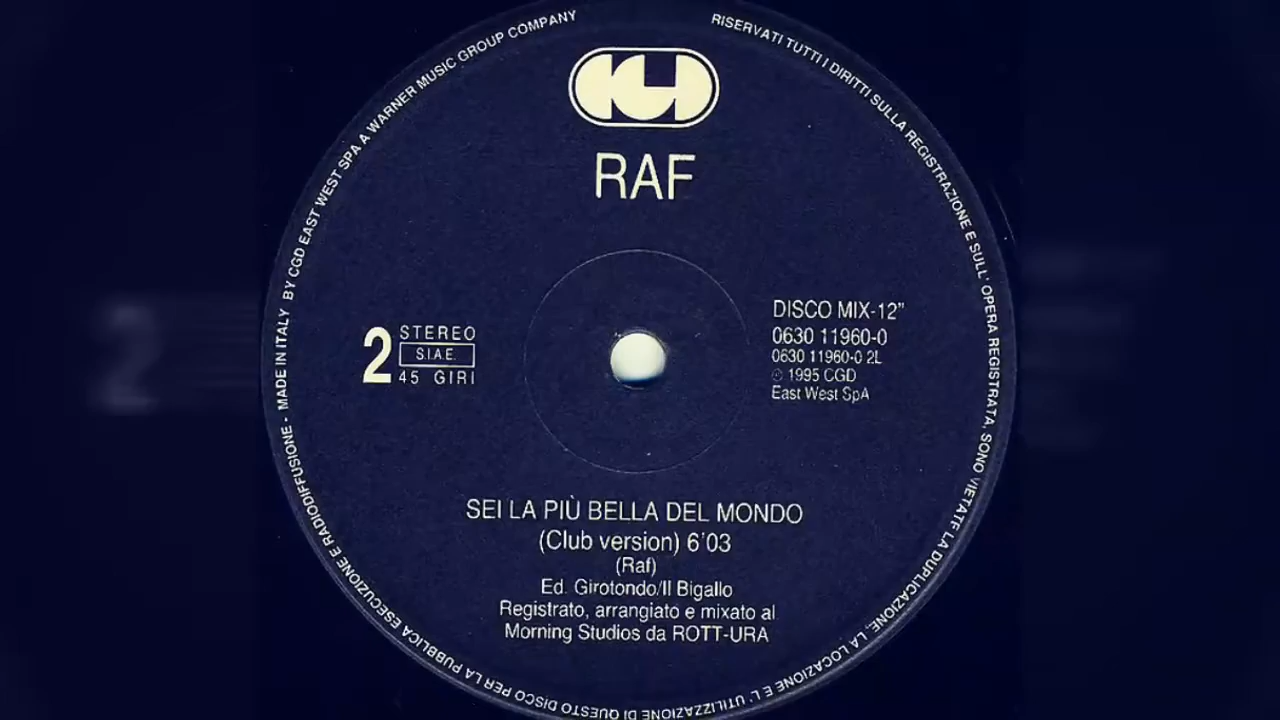 BY CGD EAST WEST SPA A WARNER MUSIC GROUP COMPANY
RISERVATI TUTTI I DIRITTI SULLA REGISTRAZIONE E SULL' OPERA REGISTRATA. SONO VIETATE LA DUPLICAZIONE, LA LOCAZIONE E L' UTILIZZAZIONE DI QUESTO DISCO PER LA PUBBLICA ESECUZIONE E RADIODIFFUSIONE - MADE IN ITALY
CGD
RAF
2
STEREO
S.I.A.E.
45 GIRI
DISCO MIX-12"
0630 11960-0
0630 11960-0 2L
℗ 1995 CGD
East West SpA
SEI LA PIÙ BELLA DEL MONDO
(Club version) 6'03
(Raf)
Ed. Girotondo/Il Bigallo
Registrato, arrangiato e mixato al
Morning Studios da ROTT-URA